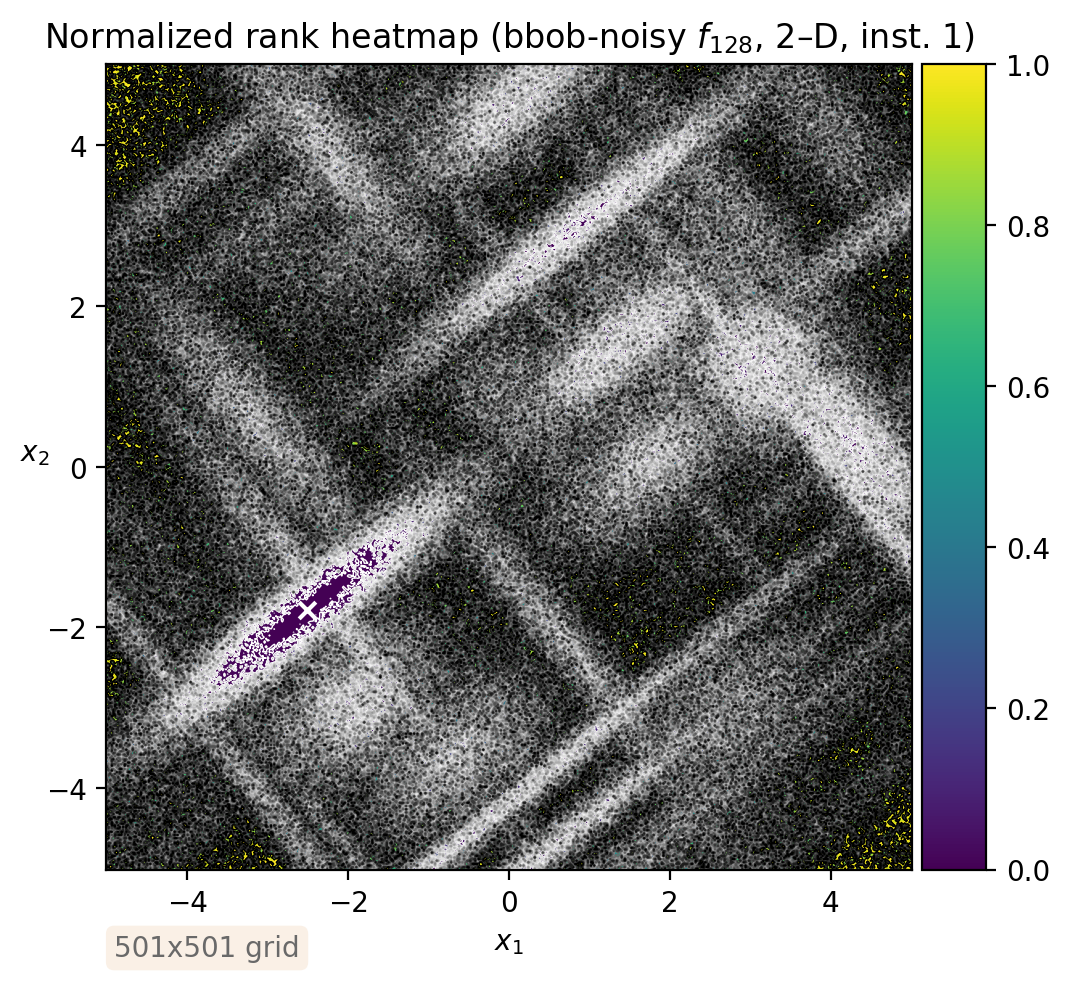 Normalized rank heatmap (bbob-noisy f₁₂₈, 2–D, inst. 1)
1.0
0.8
0.6
0.4
0.2
0.0
4
2
0
−2
−4
x₂
−4 −2 0 2 4
x₁
501x501 grid